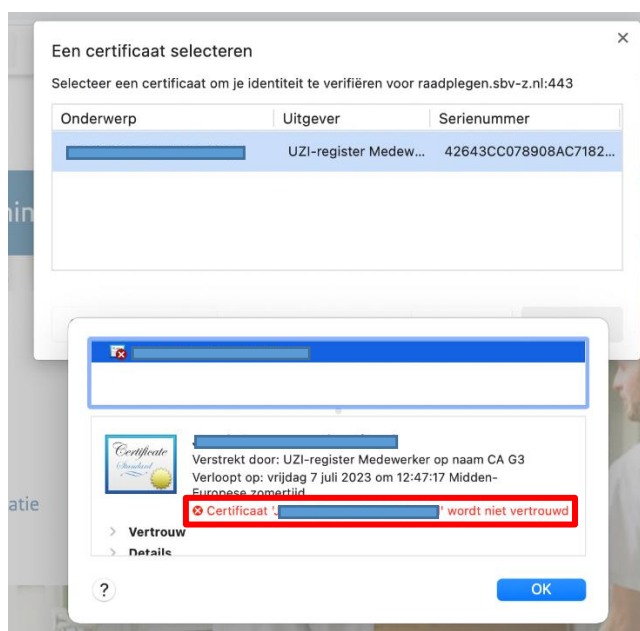 Een certificaat selecteren
×
Selecteer een certificaat om je identiteit te verifiëren voor raadplegen.sbv-z.nl:443
Onderwerp Uitgever Serienummer
UZI-register Medew... 42643CC078908AC7182...
in
Certificate
Standard
Verstrekt door: UZI-register Medewerker op naam CA G3
Verloopt op: vrijdag 7 juli 2023 om 12:47:17 Midden-
Europese zomertijd
Certificaat ' ' wordt niet vertrouwd
atie
> Vertrouw
> Details
? OK